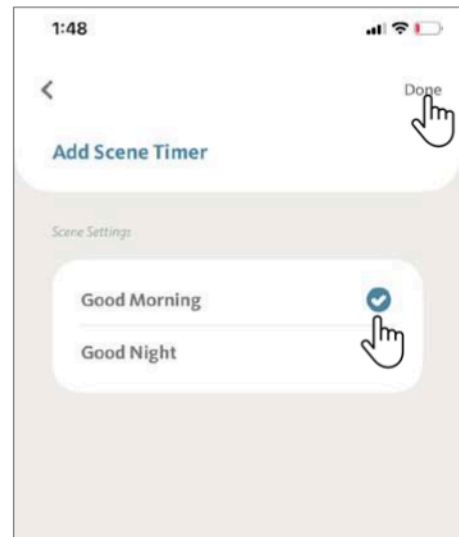 1:48
Done
Add Scene Timer
Scene Settings
Good Morning
Good Night